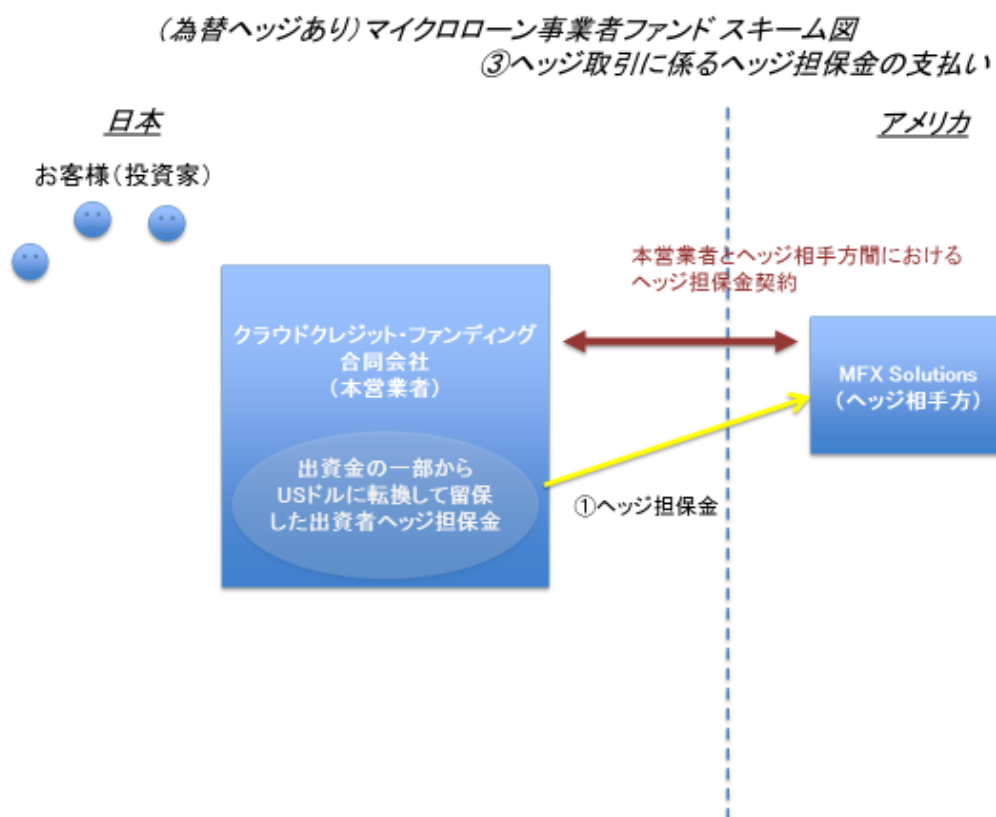 (為替ヘッジあり)マイクロローン事業者ファンド スキーム図
③ヘッジ取引に係るヘッジ担保金の支払い
日本
アメリカ
お客様(投資家)
本営業者とヘッジ相手方間における
ヘッジ担保金契約
クラウドクレジット・ファンディング
合同会社
(本営業者)
MFX Solutions
(ヘッジ相手方)
出資金の一部から
USドルに転換して留保
した出資者ヘッジ担保金
①ヘッジ担保金